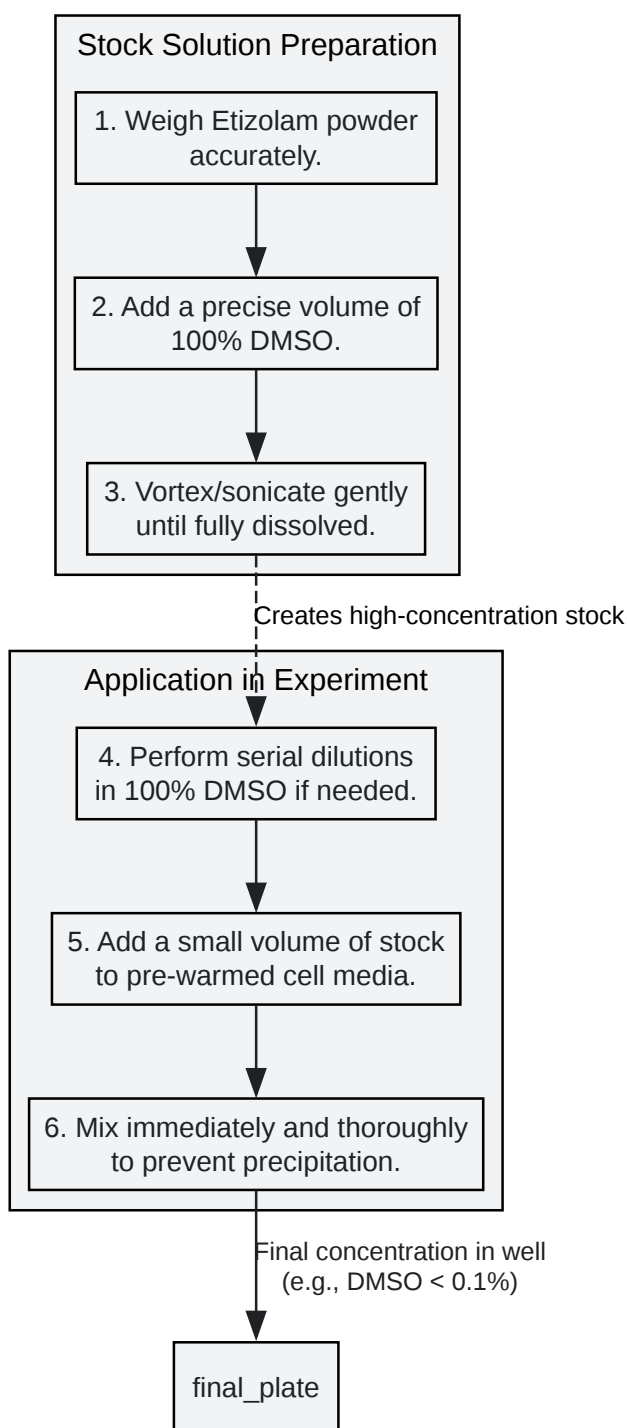 Stock Solution Preparation
1. Weigh Etizolam powder
accurately.
2. Add a precise volume of
100% DMSO.
3. Vortex/sonicate gently
until fully dissolved.
Creates high-concentration stock
Application in Experiment
4. Perform serial dilutions
in 100% DMSO if needed.
5. Add a small volume of stock
to pre-warmed cell media.
6. Mix immediately and thoroughly
to prevent precipitation.
Final concentration in well
(e.g., DMSO < 0.1%)
final_plate